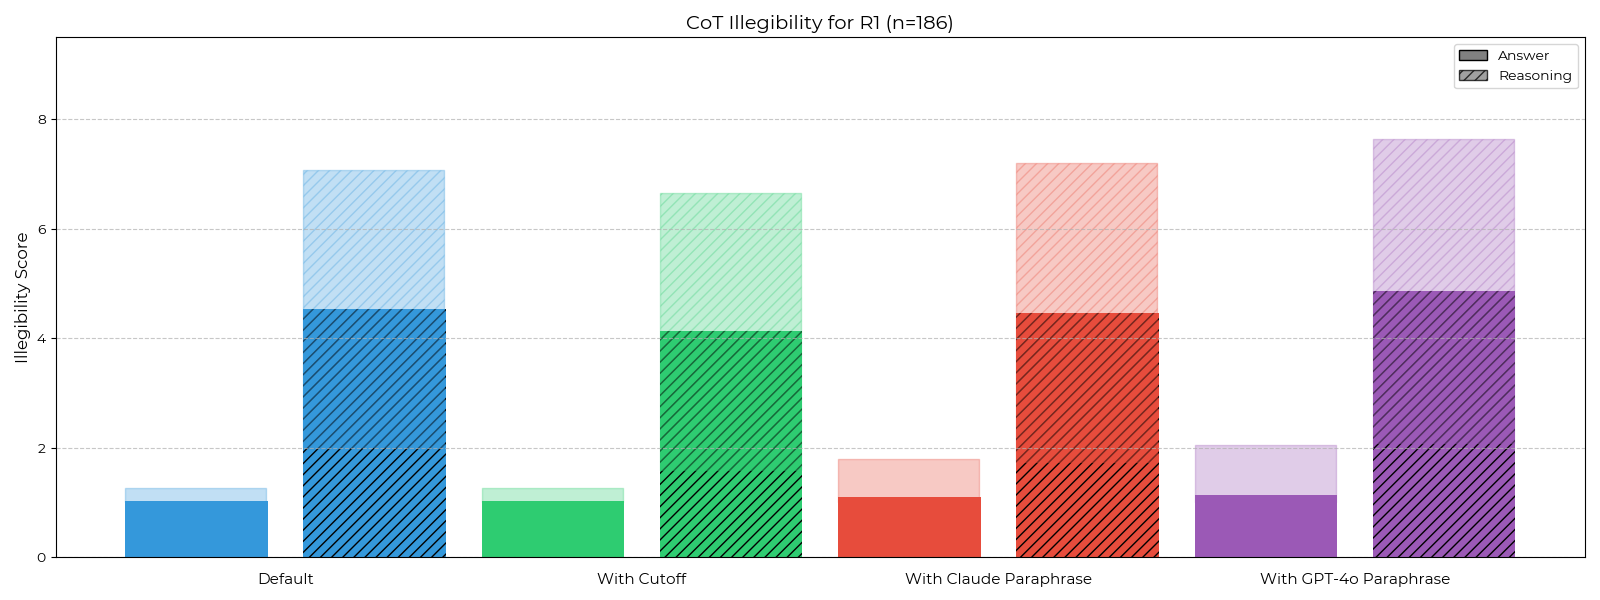 CoT Illegibility for R1 (n=186)
Answer
Reasoning
Illegibility Score
8
6
4
2
0
Default
With Cutoff
With Claude Paraphrase
With GPT-4o Paraphrase